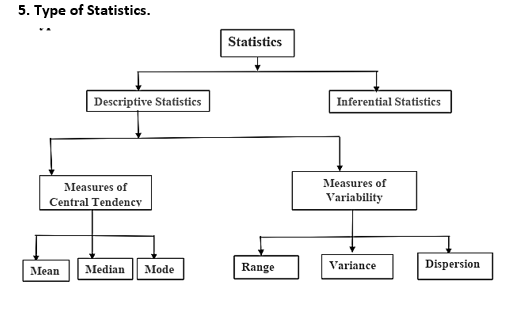 5. Type of Statistics.
Statistics
Descriptive Statistics
Inferential Statistics
Measures of
Central Tendency
Measures of
Variability
Mean
Median
Mode
Range
Variance
Dispersion